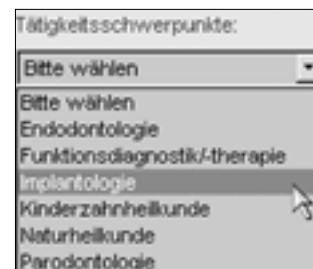 Tätigkeitsschwerpunkte:
Bitte wählen
Bitte wählen
Endodontologie
Funktionsdiagnostik/-therapie
Implantologie
Kinderzahnheilkunde
Naturheilkunde
Parodontologie